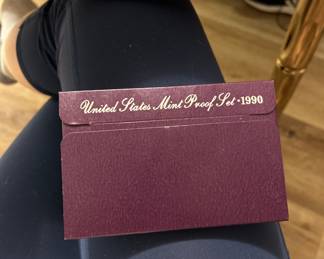 United States Mint Proof Set • 1990